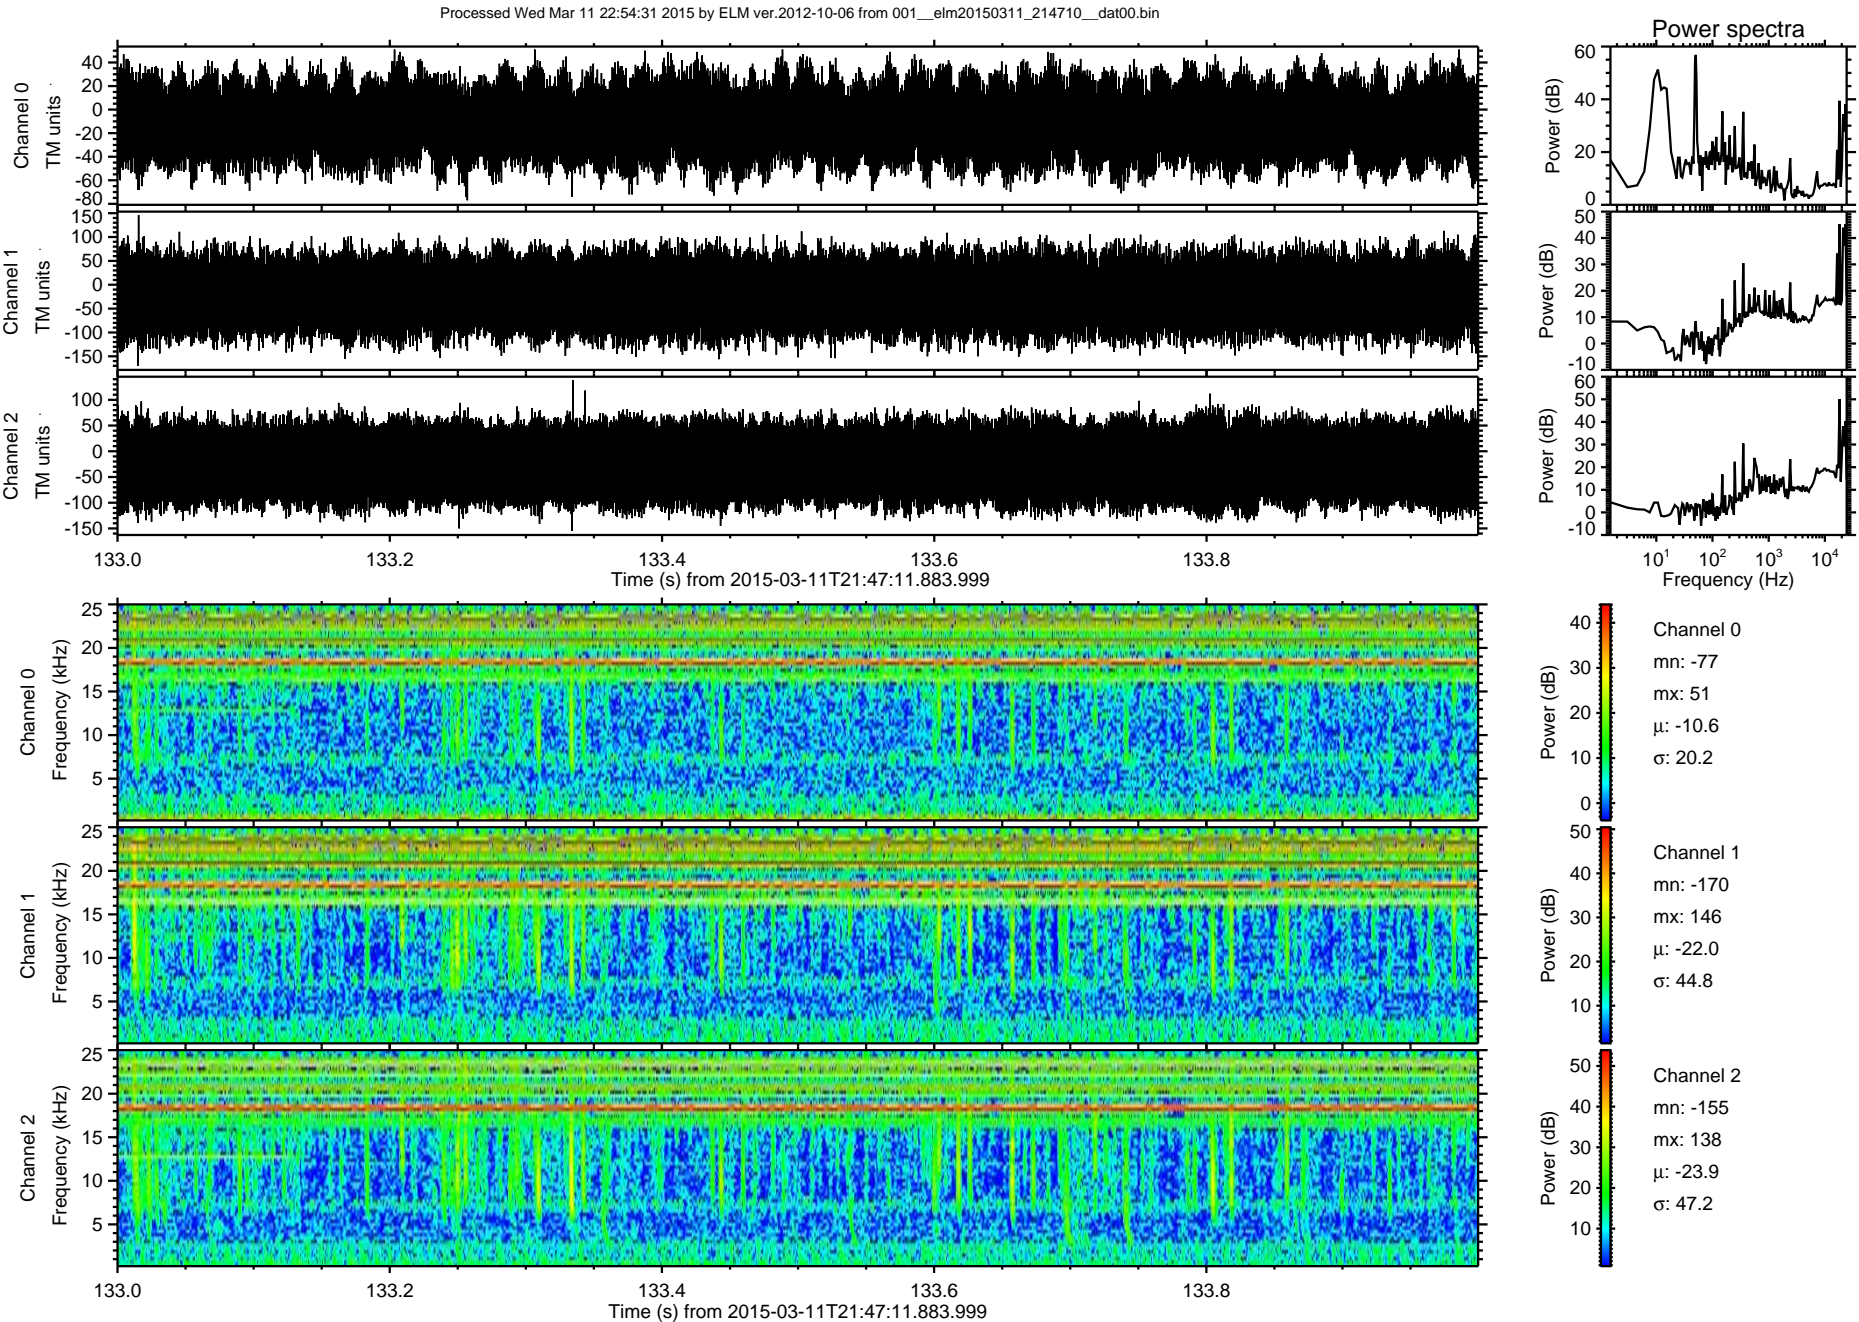 Processed Wed Mar 11 22:54:31 2015 by ELM ver.2012-10-06 from 001__elm20150311_214710__dat00.bin
Power spectra
Channel 0
TM units
40
20
0
-20
-40
-60
-80
Power (dB)
60
40
20
0
Channel 1
TM units
150
100
50
0
-50
-100
-150
Power (dB)
50
40
30
20
10
0
-10
Channel 2
TM units
100
50
0
-50
-100
-150
Power (dB)
60
50
40
30
20
10
0
-10
133.0 133.2 133.4 133.6 133.8
Time (s) from 2015-03-11T21:47:11.883.999
10¹ 10² 10³ 10⁴
Frequency (Hz)
Channel 0
Frequency (kHz)
25
20
15
10
5
Power (dB)
40
30
20
10
0
Channel 0
mn: -77
mx: 51
μ: -10.6
σ: 20.2
Channel 1
Frequency (kHz)
25
20
15
10
5
Power (dB)
50
40
30
20
10
Channel 1
mn: -170
mx: 146
μ: -22.0
σ: 44.8
Channel 2
Frequency (kHz)
25
20
15
10
5
Power (dB)
50
40
30
20
10
Channel 2
mn: -155
mx: 138
μ: -23.9
σ: 47.2
133.0 133.2 133.4 133.6 133.8
Time (s) from 2015-03-11T21:47:11.883.999